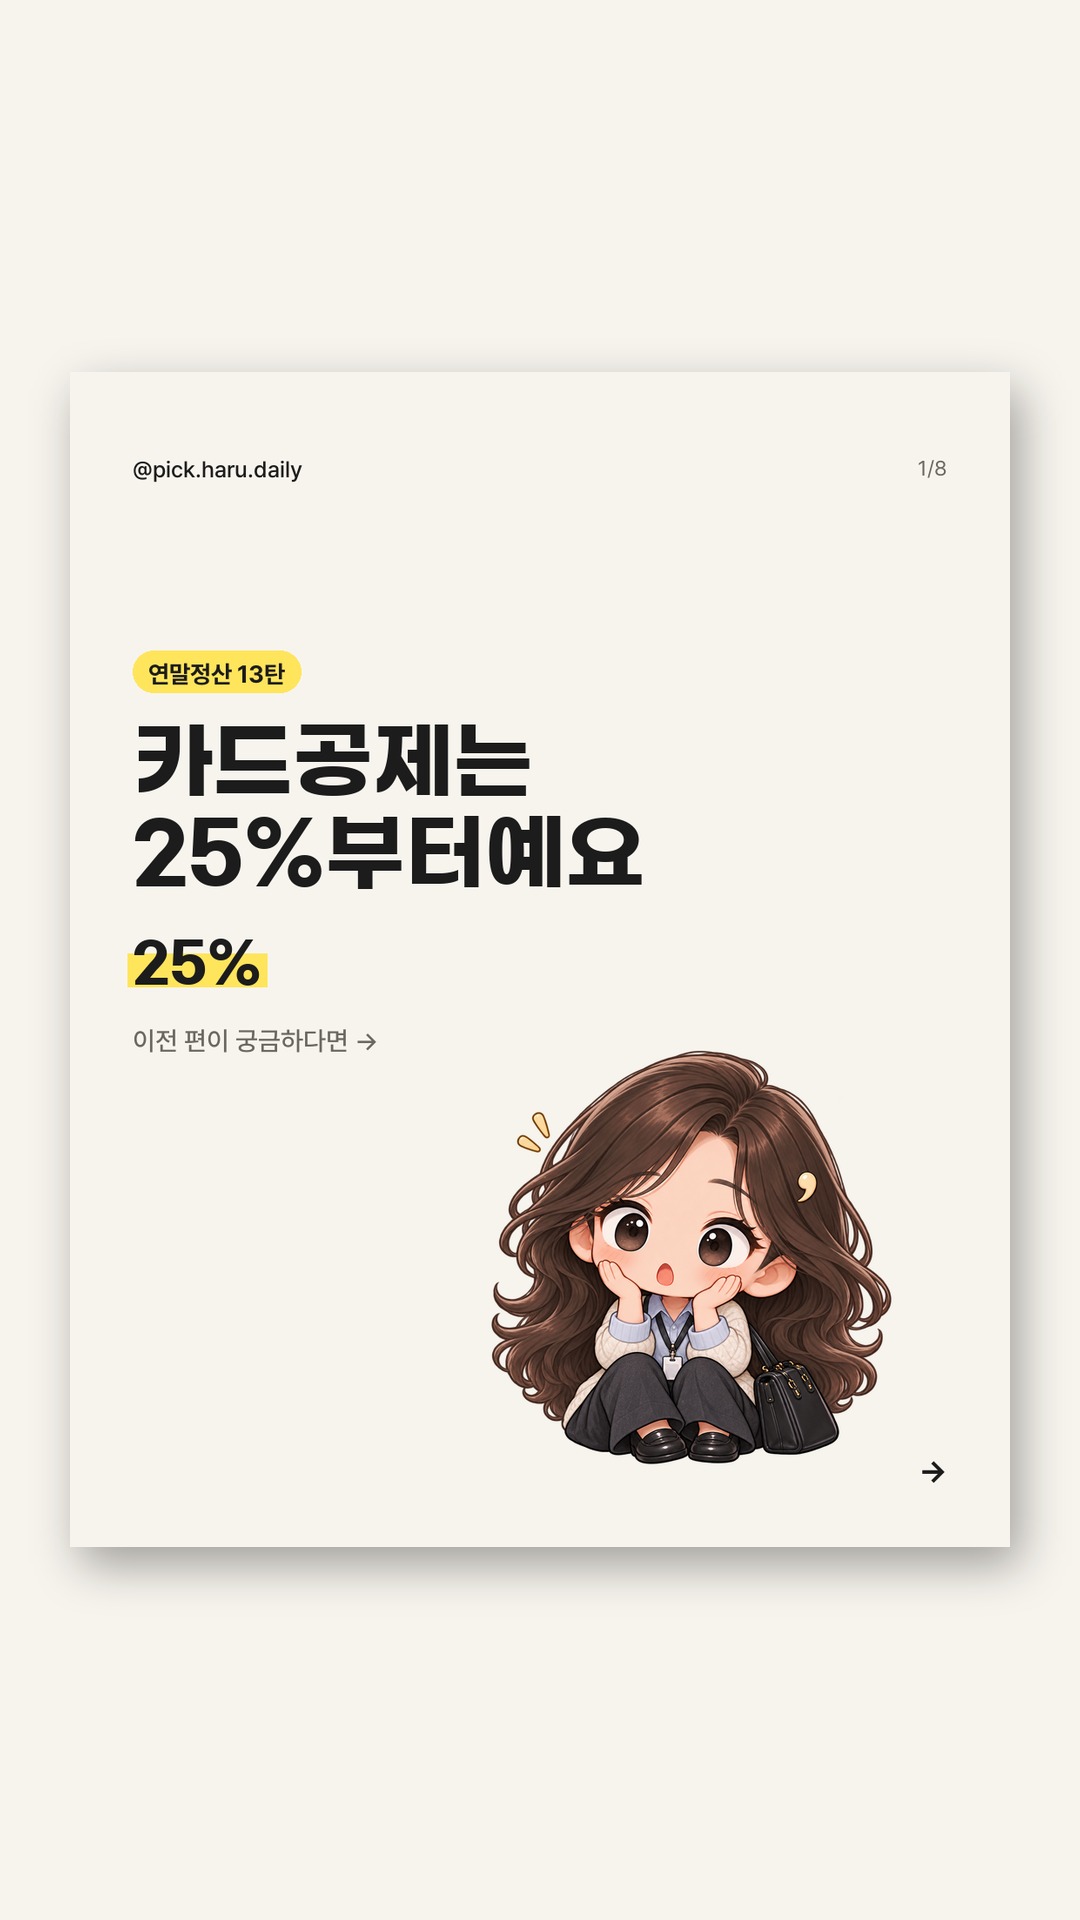 @pick.haru.daily
1/8
연말정산 13탄
카드공제는
25%부터예요
25%
이전 편이 궁금하다면 →
→